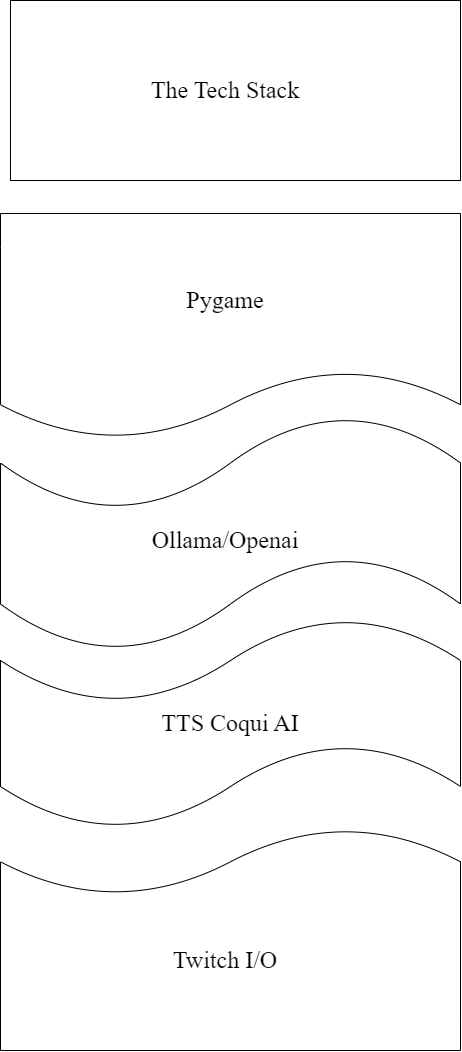 The Tech Stack
Pygame
Ollama/Openai
TTS Coqui AI
Twitch I/O